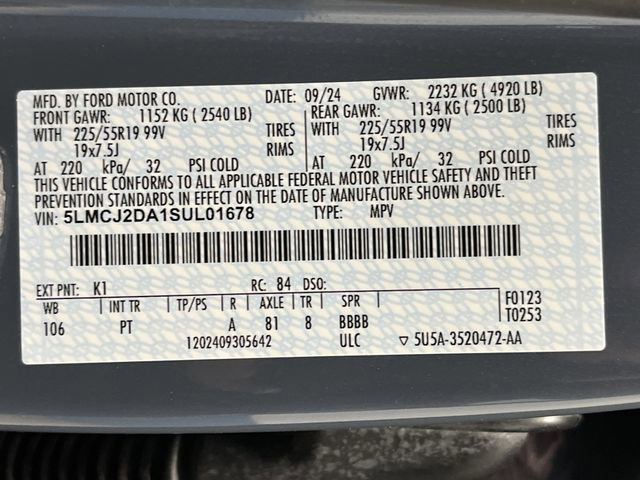 MFD. BY FORD MOTOR CO. DATE: 09/24 GVWR: 2232 KG ( 4920 LB)
FRONT GAWR: 1152 KG ( 2540 LB) REAR GAWR: 1134 KG ( 2500 LB)
WITH 225/55R19 99V TIRES WITH 225/55R19 99V TIRES
19x7.5J RIMS 19x7.5J RIMS
AT 220 kPa/ 32 PSI COLD AT 220 kPa/ 32 PSI COLD
THIS VEHICLE CONFORMS TO ALL APPLICABLE FEDERAL MOTOR VEHICLE SAFETY AND THEFT
PREVENTION STANDARDS IN EFFECT ON THE DATE OF MANUFACTURE SHOWN ABOVE.
VIN: 5LMCJ2DA1SUL01678 TYPE: MPV
EXT PNT: K1 RC: 84 DSO:
WB INT TR TP/PS R AXLE TR SPR F0123
106 PT A 81 8 BBBB T0253
1202409305642 ULC ▽ 5U5A-3520472-AA